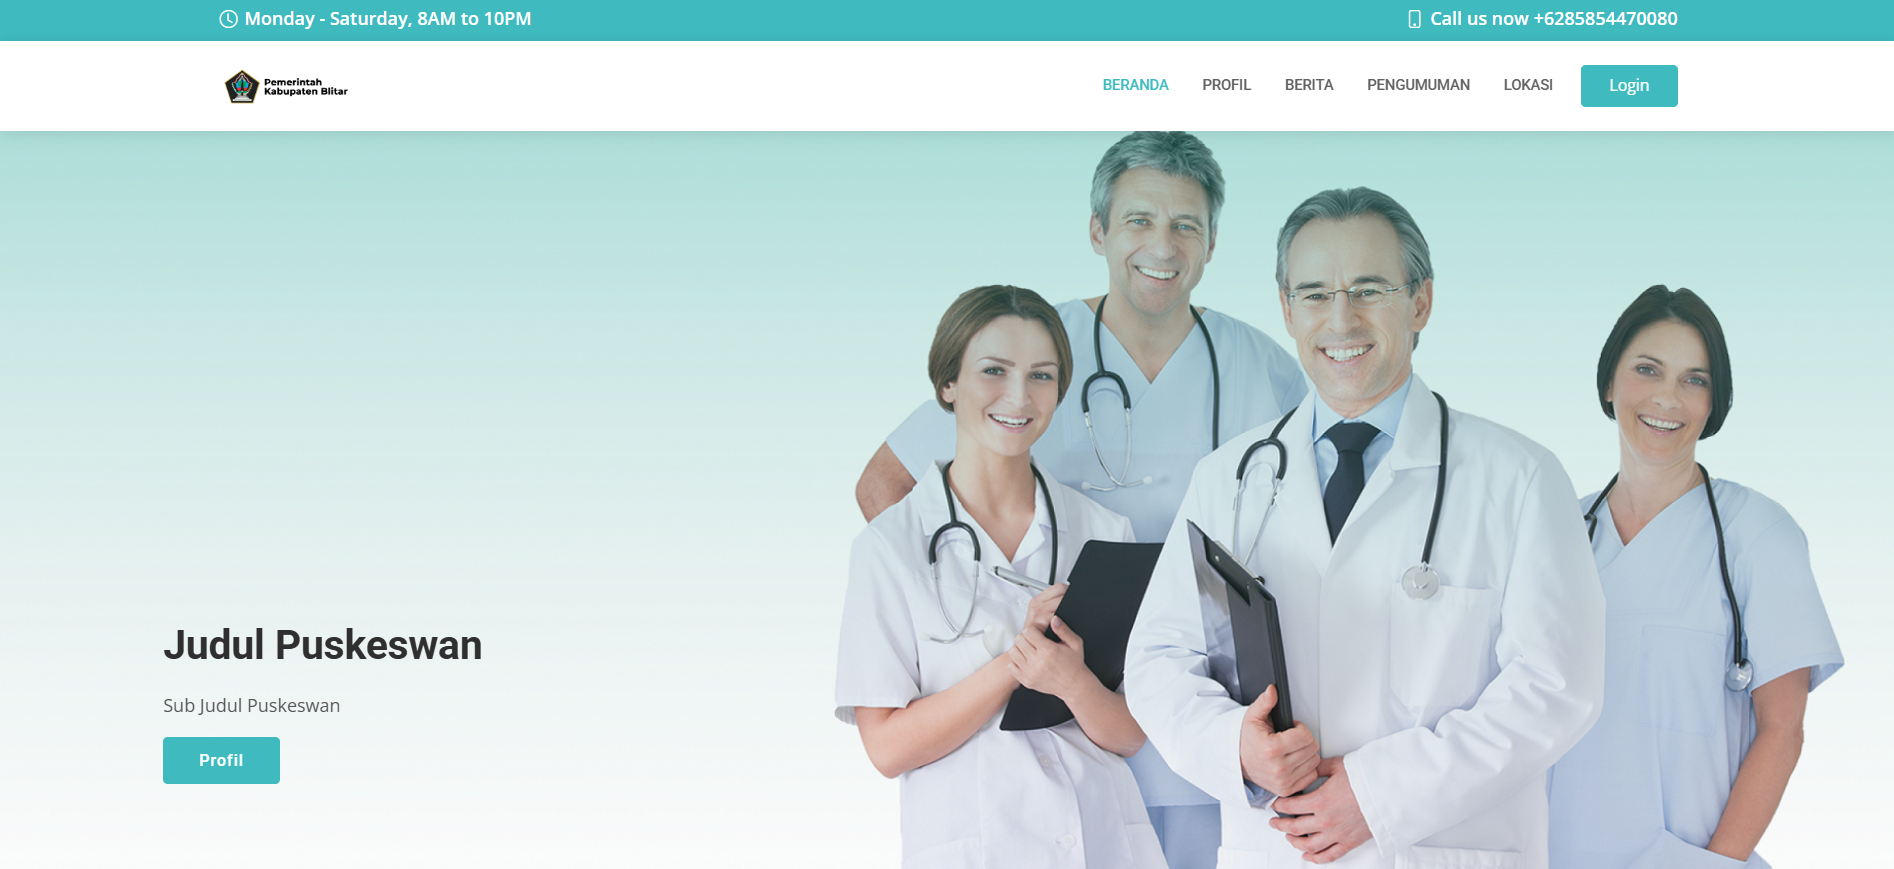 Monday - Saturday, 8AM to 10PM
Call us now +6285854470080
Pemerintah
Kabupaten Blitar
BERANDA
PROFIL
BERITA
PENGUMUMAN
LOKASI
Login
Judul Puskeswan
Sub Judul Puskeswan
Profil